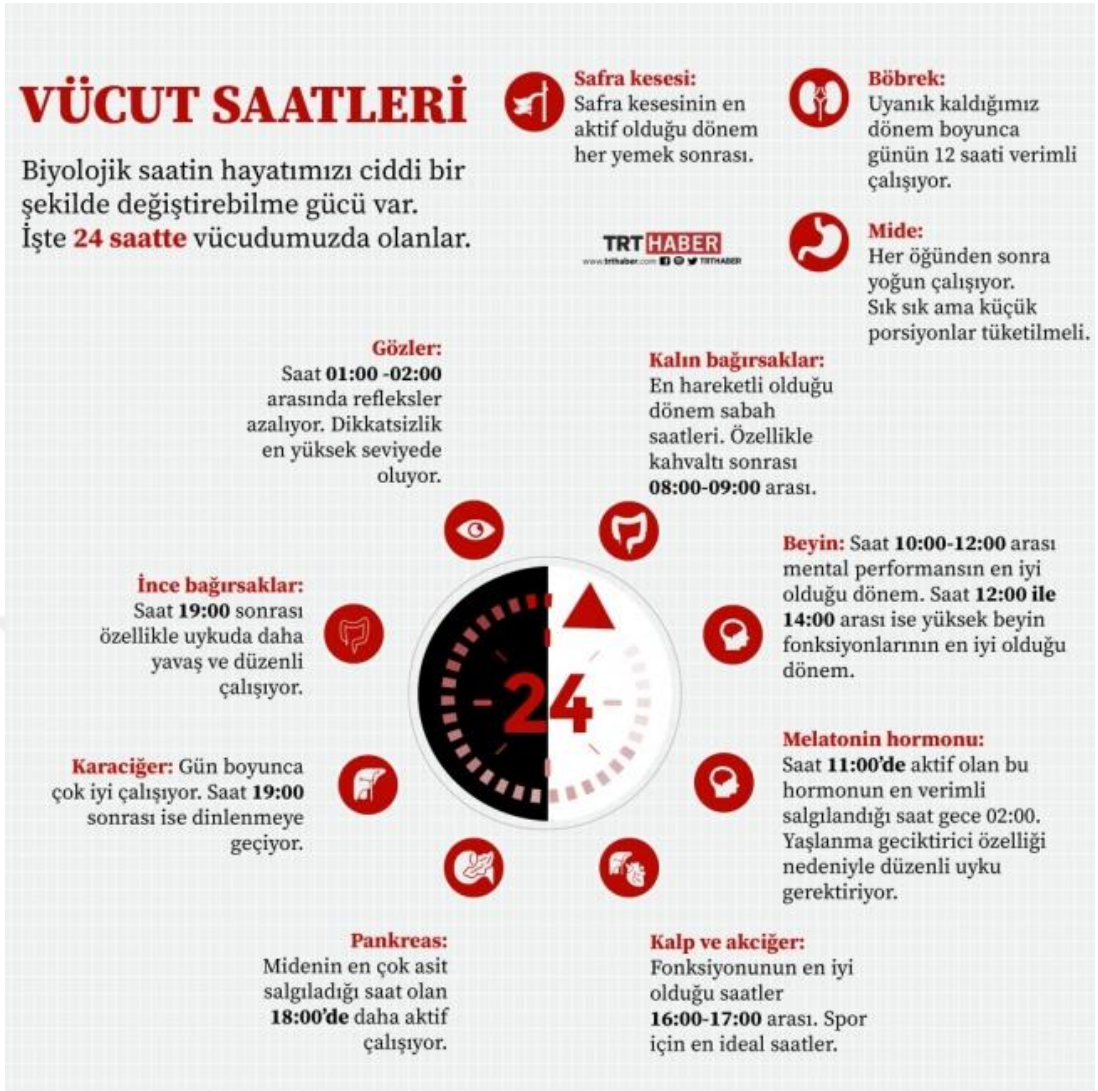 VÜCUT SAATLERİ
Biyolojik saatin hayatımızı ciddi bir
şekilde değiştirebilme gücü var.
İşte 24 saatte vücudumuzda olanlar.
Safra kesesi:
Safra kesesinin en
aktif olduğu dönem
her yemek sonrası.
Böbrek:
Uyanık kaldığımız
dönem boyunca
günün 12 saati verimli
çalışıyor.
TRT HABER
www.trthaber.com TRTHABER
Mide:
Her öğünden sonra
yoğun çalışıyor.
Sık sık ama küçük
porsiyonlar tüketilmeli.
Gözler:
Saat 01:00 -02:00
arasında refleksler
azalıyor. Dikkatsizlik
en yüksek seviyede
oluyor.
Kalın bağırsaklar:
En hareketli olduğu
dönem sabah
saatleri. Özellikle
kahvaltı sonrası
08:00-09:00 arası.
İnce bağırsaklar:
Saat 19:00 sonrası
özellikle uykuda daha
yavaş ve düzenli
çalışıyor.
Beyin: Saat 10:00-12:00 arası
mental performansın en iyi
olduğu dönem. Saat 12:00 ile
14:00 arası ise yüksek beyin
fonksiyonlarının en iyi olduğu
dönem.
24
Karaciğer: Gün boyunca
çok iyi çalışıyor. Saat 19:00
sonrası ise dinlenmeye
geçiyor.
Melatonin hormonu:
Saat 11:00'de aktif olan bu
hormonun en verimli
salgılandığı saat gece 02:00.
Yaşlanma geciktirici özelliği
nedeniyle düzenli uyku
gerektiriyor.
Pankreas:
Midenin en çok asit
salgıladığı saat olan
18:00'de daha aktif
çalışıyor.
Kalp ve akciğer:
Fonksiyonunun en iyi
olduğu saatler
16:00-17:00 arası. Spor
için en ideal saatler.